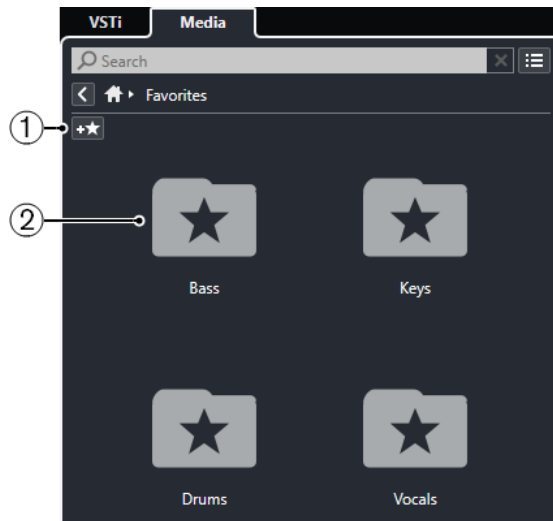 VSTi Media
Search
Favorites
1
2
Bass Keys
Drums Vocals